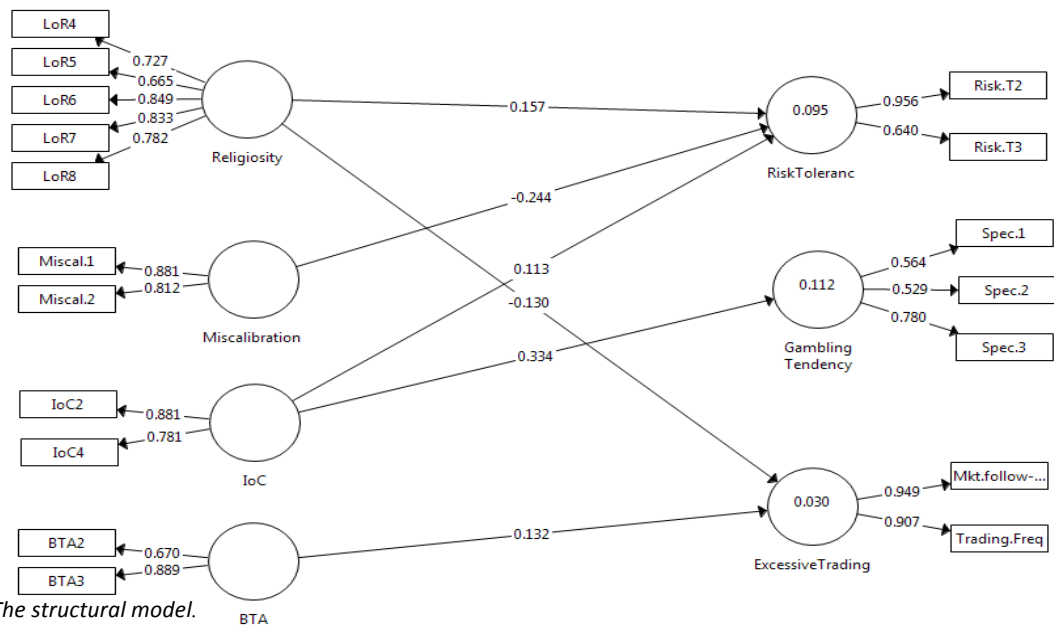 LoR4
LoR5
LoR6
LoR7
LoR8
0.727
0.665
0.849
0.833
0.782
Religiosity
Miscal.1
Miscal.2
0.881
0.812
Miscalibration
IoC2
IoC4
0.881
0.781
IoC
BTA2
BTA3
0.670
0.889
BTA
0.157
-0.244
0.113
-0.130
0.334
0.132
0.095
RiskToleranc
0.956
0.640
Risk.T2
Risk.T3
0.112
Gambling
Tendency
0.564
0.529
0.780
Spec.1
Spec.2
Spec.3
0.030
ExcessiveTrading
0.949
0.907
Mkt.follow-...
Trading.Freq
The structural model.